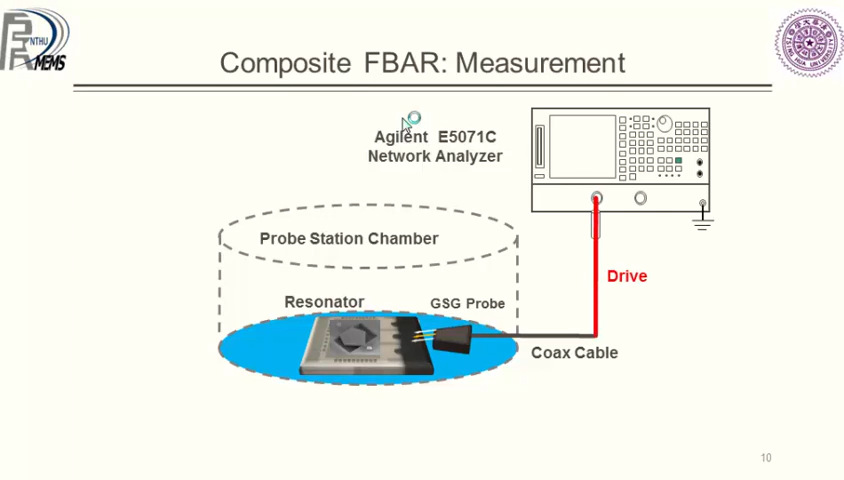 NTHU
MEMS
Composite FBAR: Measurement
Agilent E5071C
Network Analyzer
Probe Station Chamber
Drive
Resonator
GSG Probe
Coax Cable
10